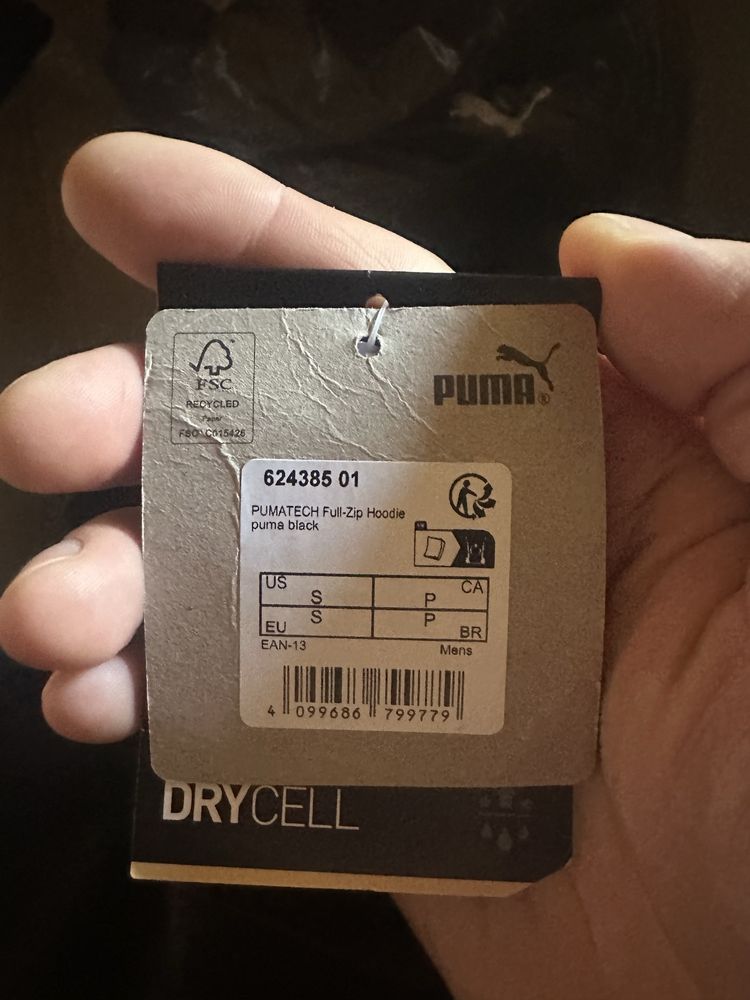 FSC
RECYCLED
Paper
FSC® C015426
PUMA®
624385 01
PUMATECH Full-Zip Hoodie
puma black
US S P CA
EU S P BR
EAN-13 Mens
4 099686 799779
DRYCELL